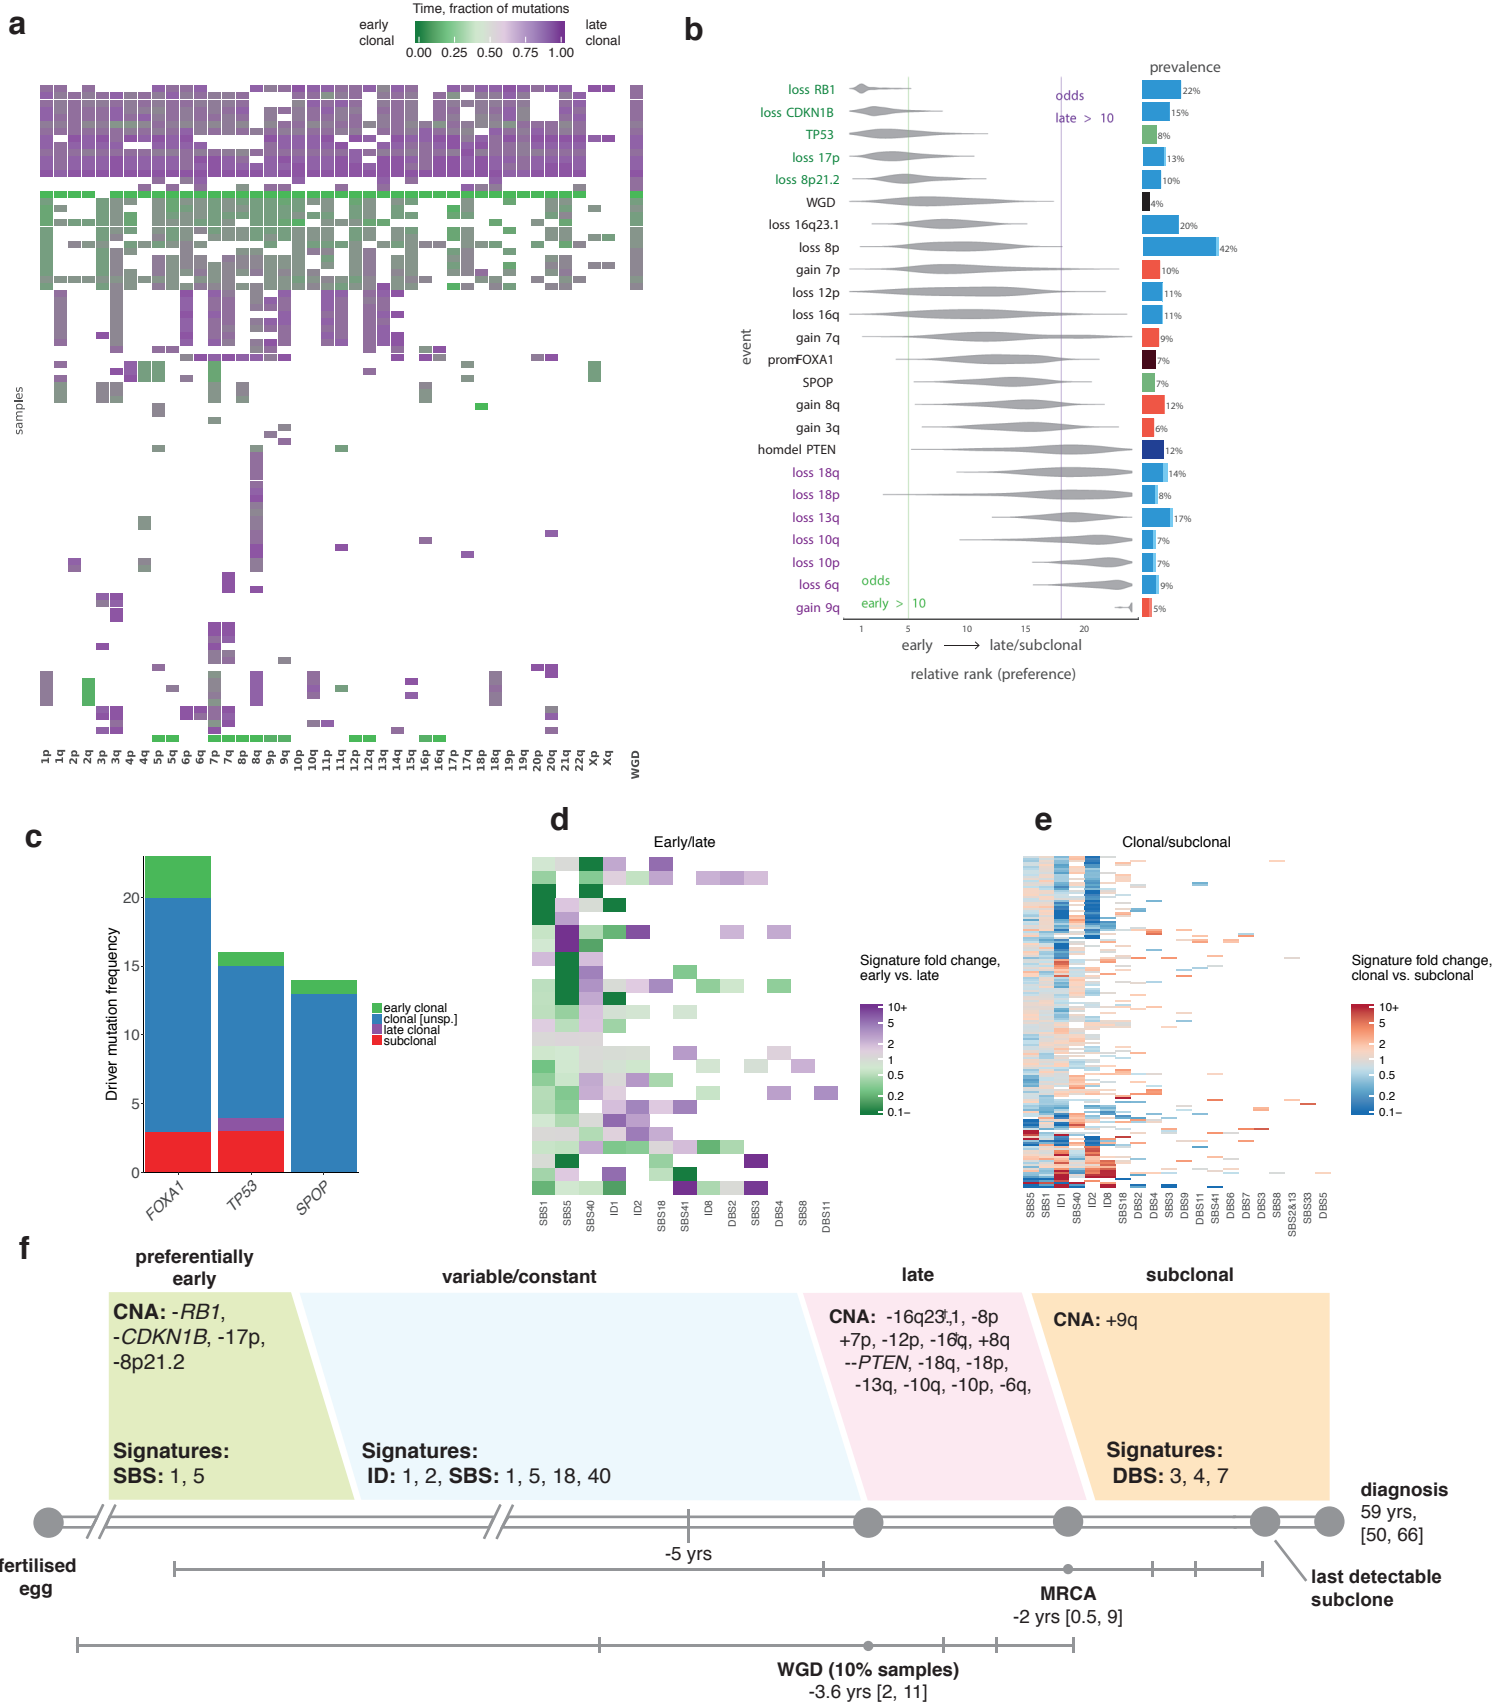 a
Time, fraction of mutations
early
clonal
late
clonal
0.00 0.25 0.50 0.75 1.00
samples
1p 1q 2p 2q 3p 3q 4p 4q 5p 5q 6p 6q 7p 7q 8p 8q 9p 9q 10p 10q 11p 11q 12p 12q 13q 14q 15q 16p 16q 17p 17q 18p 18q 19p 19q 20p 20q 21q 22q Xp Xq WGD
b
prevalence
event
loss RB1 22%
loss CDKN1B 15%
TP53 8%
loss 17p 13%
loss 8p21.2 10%
WGD 4%
loss 16q23.1 20%
loss 8p 42%
gain 7p 10%
loss 12p 11%
loss 16q 11%
gain 7q 9%
promFOXA1 7%
SPOP 7%
gain 8q 12%
gain 3q 6%
homdel PTEN 12%
loss 18q 14%
loss 18p 8%
loss 13q 17%
loss 10q 7%
loss 10p 7%
loss 6q 9%
gain 9q 5%
odds
late > 10
odds
early > 10
1 5 10 15 20
early late/subclonal
relative rank (preference)
c
Driver mutation frequency
20
15
10
5
0
FOXA1 TP53 SPOP
early clonal
clonal [unsp.]
late clonal
subclonal
d
Early/late
SBS1 SBS5 SBS40 ID1 ID2 SBS18 SBS41 ID8 DBS2 SBS3 DBS4 SBS8 DBS11
Signature fold change,
early vs. late
10+
5
2
1
0.5
0.2
0.1−
e
Clonal/subclonal
SBS5 SBS1 ID1 SBS40 ID2 ID8 SBS18 DBS2 DBS4 SBS3 DBS9 DBS11 SBS41 DBS6 DBS7 DBS3 SBS8 SBS2&13 SBS33 DBS5
Signature fold change,
clonal vs. subclonal
10+
5
2
1
0.5
0.2
0.1−
f
preferentially
early
variable/constant
late
subclonal
CNA: -RB1,
-CDKN1B, -17p,
-8p21.2
Signatures:
SBS: 1, 5
Signatures:
ID: 1, 2, SBS: 1, 5, 18, 40
CNA: -16q23.1, -8p
+7p, -12p, -16q, +8q
--PTEN, -18q, -18p,
-13q, -10q, -10p, -6q,
CNA: +9q
Signatures:
DBS: 3, 4, 7
diagnosis
59 yrs,
[50, 66]
-5 yrs
fertilised
egg
MRCA
-2 yrs [0.5, 9]
last detectable
subclone
WGD (10% samples)
-3.6 yrs [2, 11]